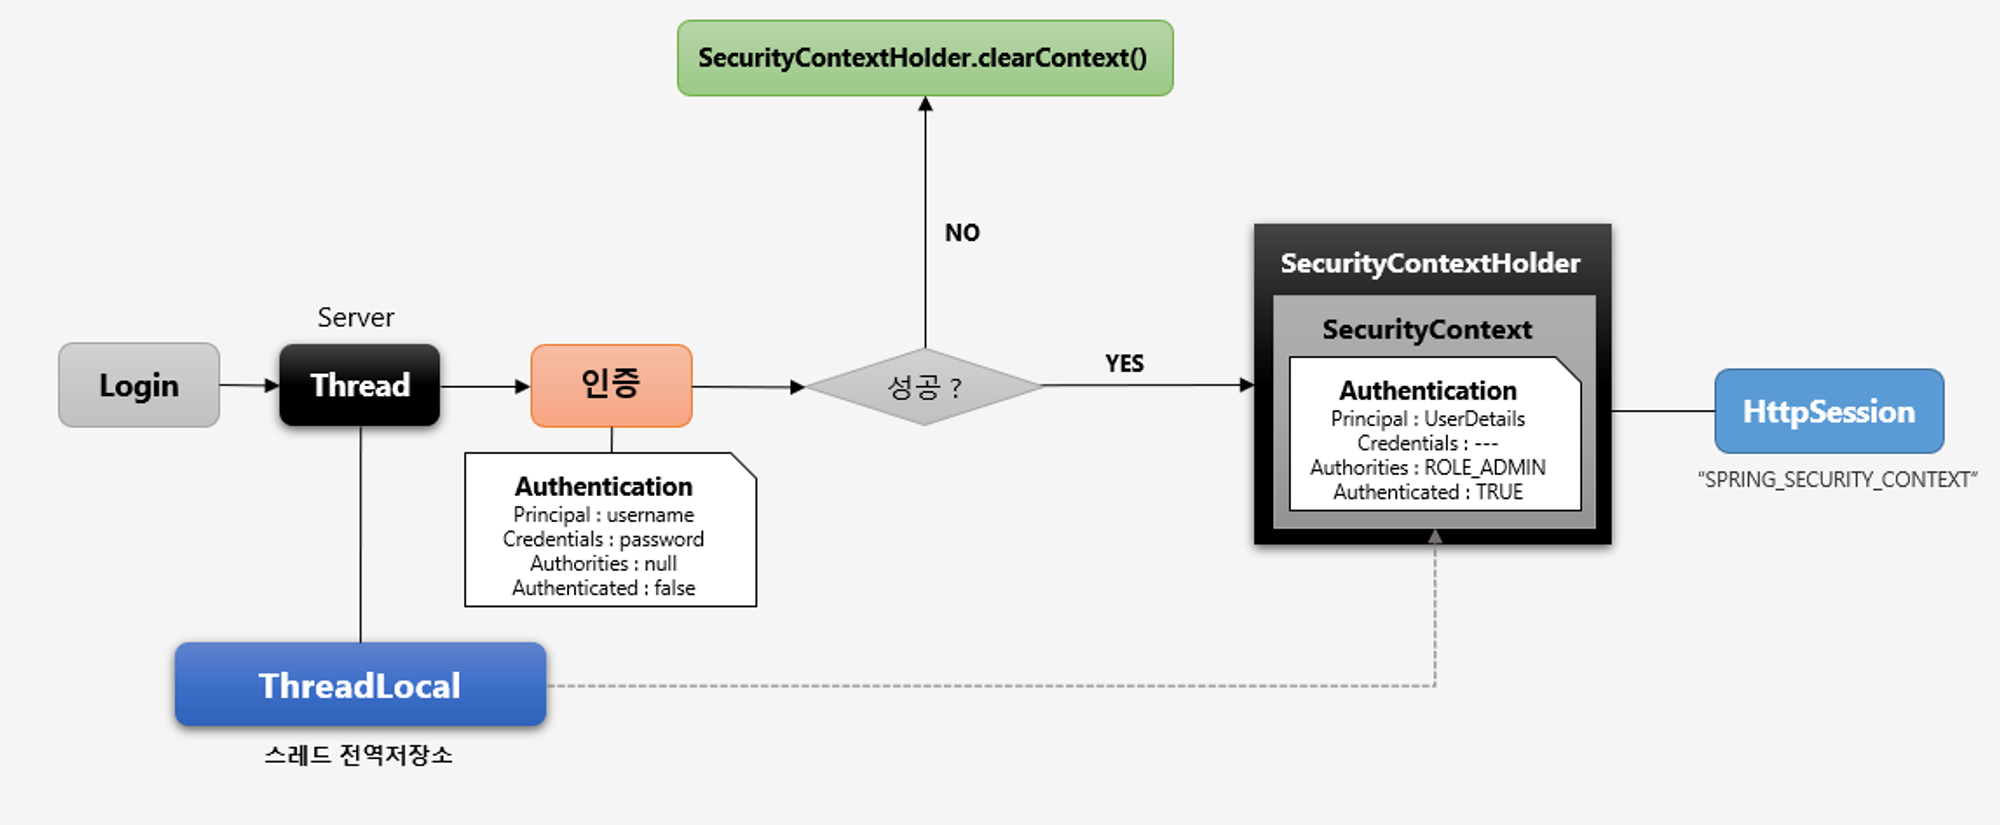 SecurityContextHolder.clearContext()
NO
SecurityContextHolder
SecurityContext
Authentication
Principal : UserDetails
Credentials : ---
Authorities : ROLE_ADMIN
Authenticated : TRUE
Server
Login
Thread
인증
성공 ?
YES
HttpSession
"SPRING_SECURITY_CONTEXT"
Authentication
Principal : username
Credentials : password
Authorities : null
Authenticated : false
ThreadLocal
스레드 전역저장소